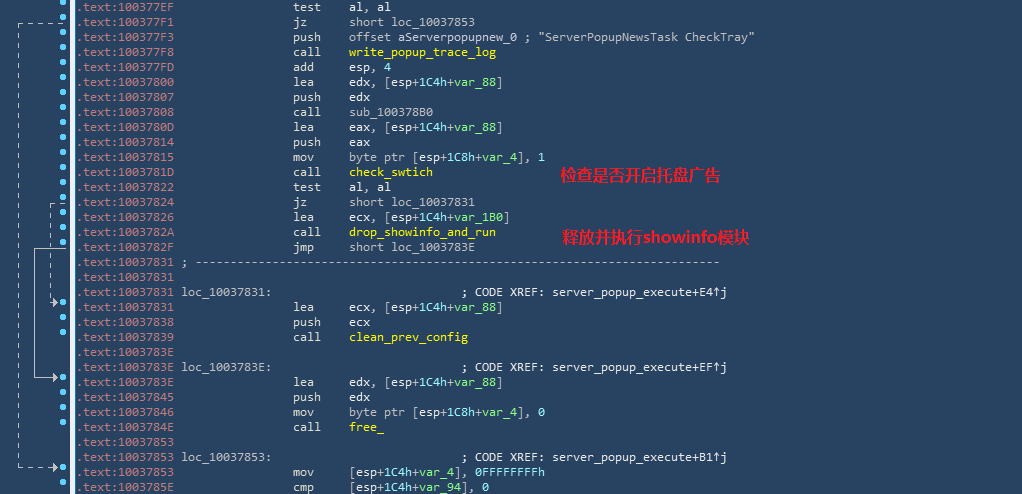 .text:100377EF test al, al
.text:100377F1 jz short loc_10037853
.text:100377F3 push offset aServerpopupnew_0 ; "ServerPopupNewsTask CheckTray"
.text:100377F8 call write_popup_trace_log
.text:100377FD add esp, 4
.text:10037800 lea edx, [esp+1C4h+var_88]
.text:10037807 push edx
.text:10037808 call sub_100378B0
.text:1003780D lea eax, [esp+1C4h+var_88]
.text:10037814 push eax
.text:10037815 mov byte ptr [esp+1C8h+var_4], 1
.text:1003781D call check_swtich 检查是否开启托盘广告
.text:10037822 test al, al
.text:10037824 jz short loc_10037831
.text:10037826 lea ecx, [esp+1C4h+var_1B0]
.text:1003782A call drop_showinfo_and_run 释放并执行showinfo模块
.text:1003782F jmp short loc_1003783E
.text:10037831 ; ---------------------------------------------------------------------------
.text:10037831
.text:10037831 loc_10037831: ; CODE XREF: server_popup_execute+E4↑j
.text:10037831 lea ecx, [esp+1C4h+var_88]
.text:10037838 push ecx
.text:10037839 call clean_prev_config
.text:1003783E
.text:1003783E loc_1003783E: ; CODE XREF: server_popup_execute+EF↑j
.text:1003783E lea edx, [esp+1C4h+var_88]
.text:10037845 push edx
.text:10037846 mov byte ptr [esp+1C8h+var_4], 0
.text:1003784E call free_
.text:10037853
.text:10037853 loc_10037853: ; CODE XREF: server_popup_execute+B1↑j
.text:10037853 mov [esp+1C4h+var_4], 0FFFFFFFFh
.text:1003785E cmp [esp+1C4h+var_94], 0